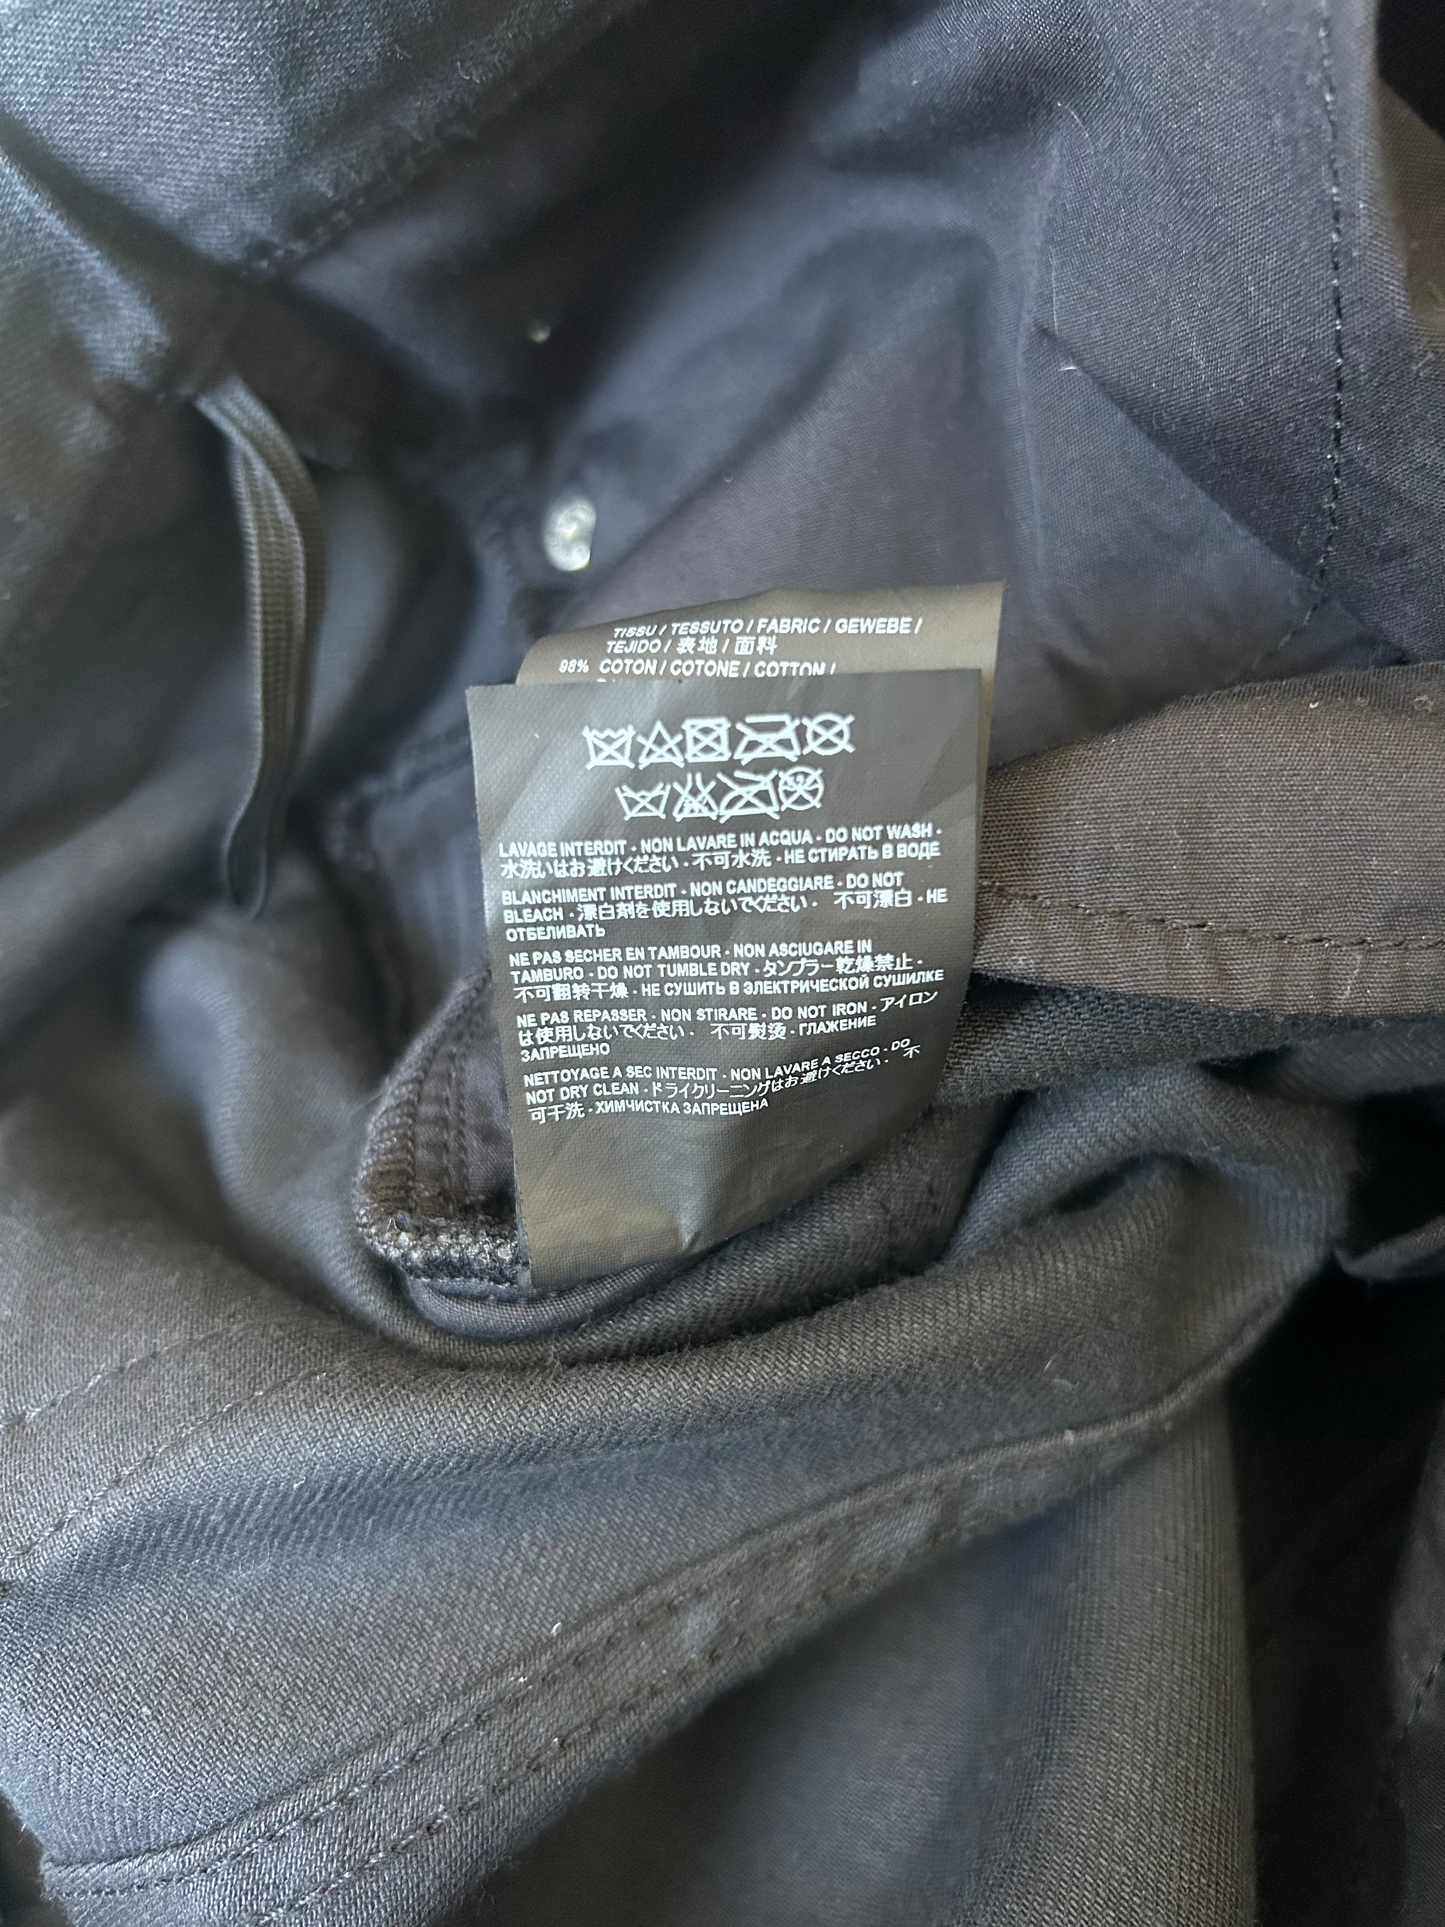 TISSU / TESSUTO / FABRIC / GEWEBE /
TEJIDO / 表地 / 面料
98% COTON / COTONE / COTTON /
LAVAGE INTERDIT - NON LAVARE IN ACQUA - DO NOT WASH -
水洗いはお避けください - 不可水洗 - НЕ СТИРАТЬ В ВОДЕ
BLANCHIMENT INTERDIT - NON CANDEGGIARE - DO NOT
BLEACH - 漂白剤を使用しないでください - 不可漂白 - НЕ
ОТБЕЛИВАТЬ
NE PAS SECHER EN TAMBOUR - NON ASCIUGARE IN
TAMBURO - DO NOT TUMBLE DRY - タンブラー乾燥禁止 -
不可翻转干燥 - НЕ СУШИТЬ В ЭЛЕКТРИЧЕСКОЙ СУШИЛКЕ
NE PAS REPASSER - NON STIRARE - DO NOT IRON - アイロン
は使用しないでください - 不可熨烫 - ГЛАЖЕНИЕ
ЗАПРЕЩЕНО
NETTOYAGE A SEC INTERDIT - NON LAVARE A SECCO - DO
NOT DRY CLEAN - ドライクリーニングはお避けください - 不
可干洗 - ХИМЧИСТКА ЗАПРЕЩЕНА